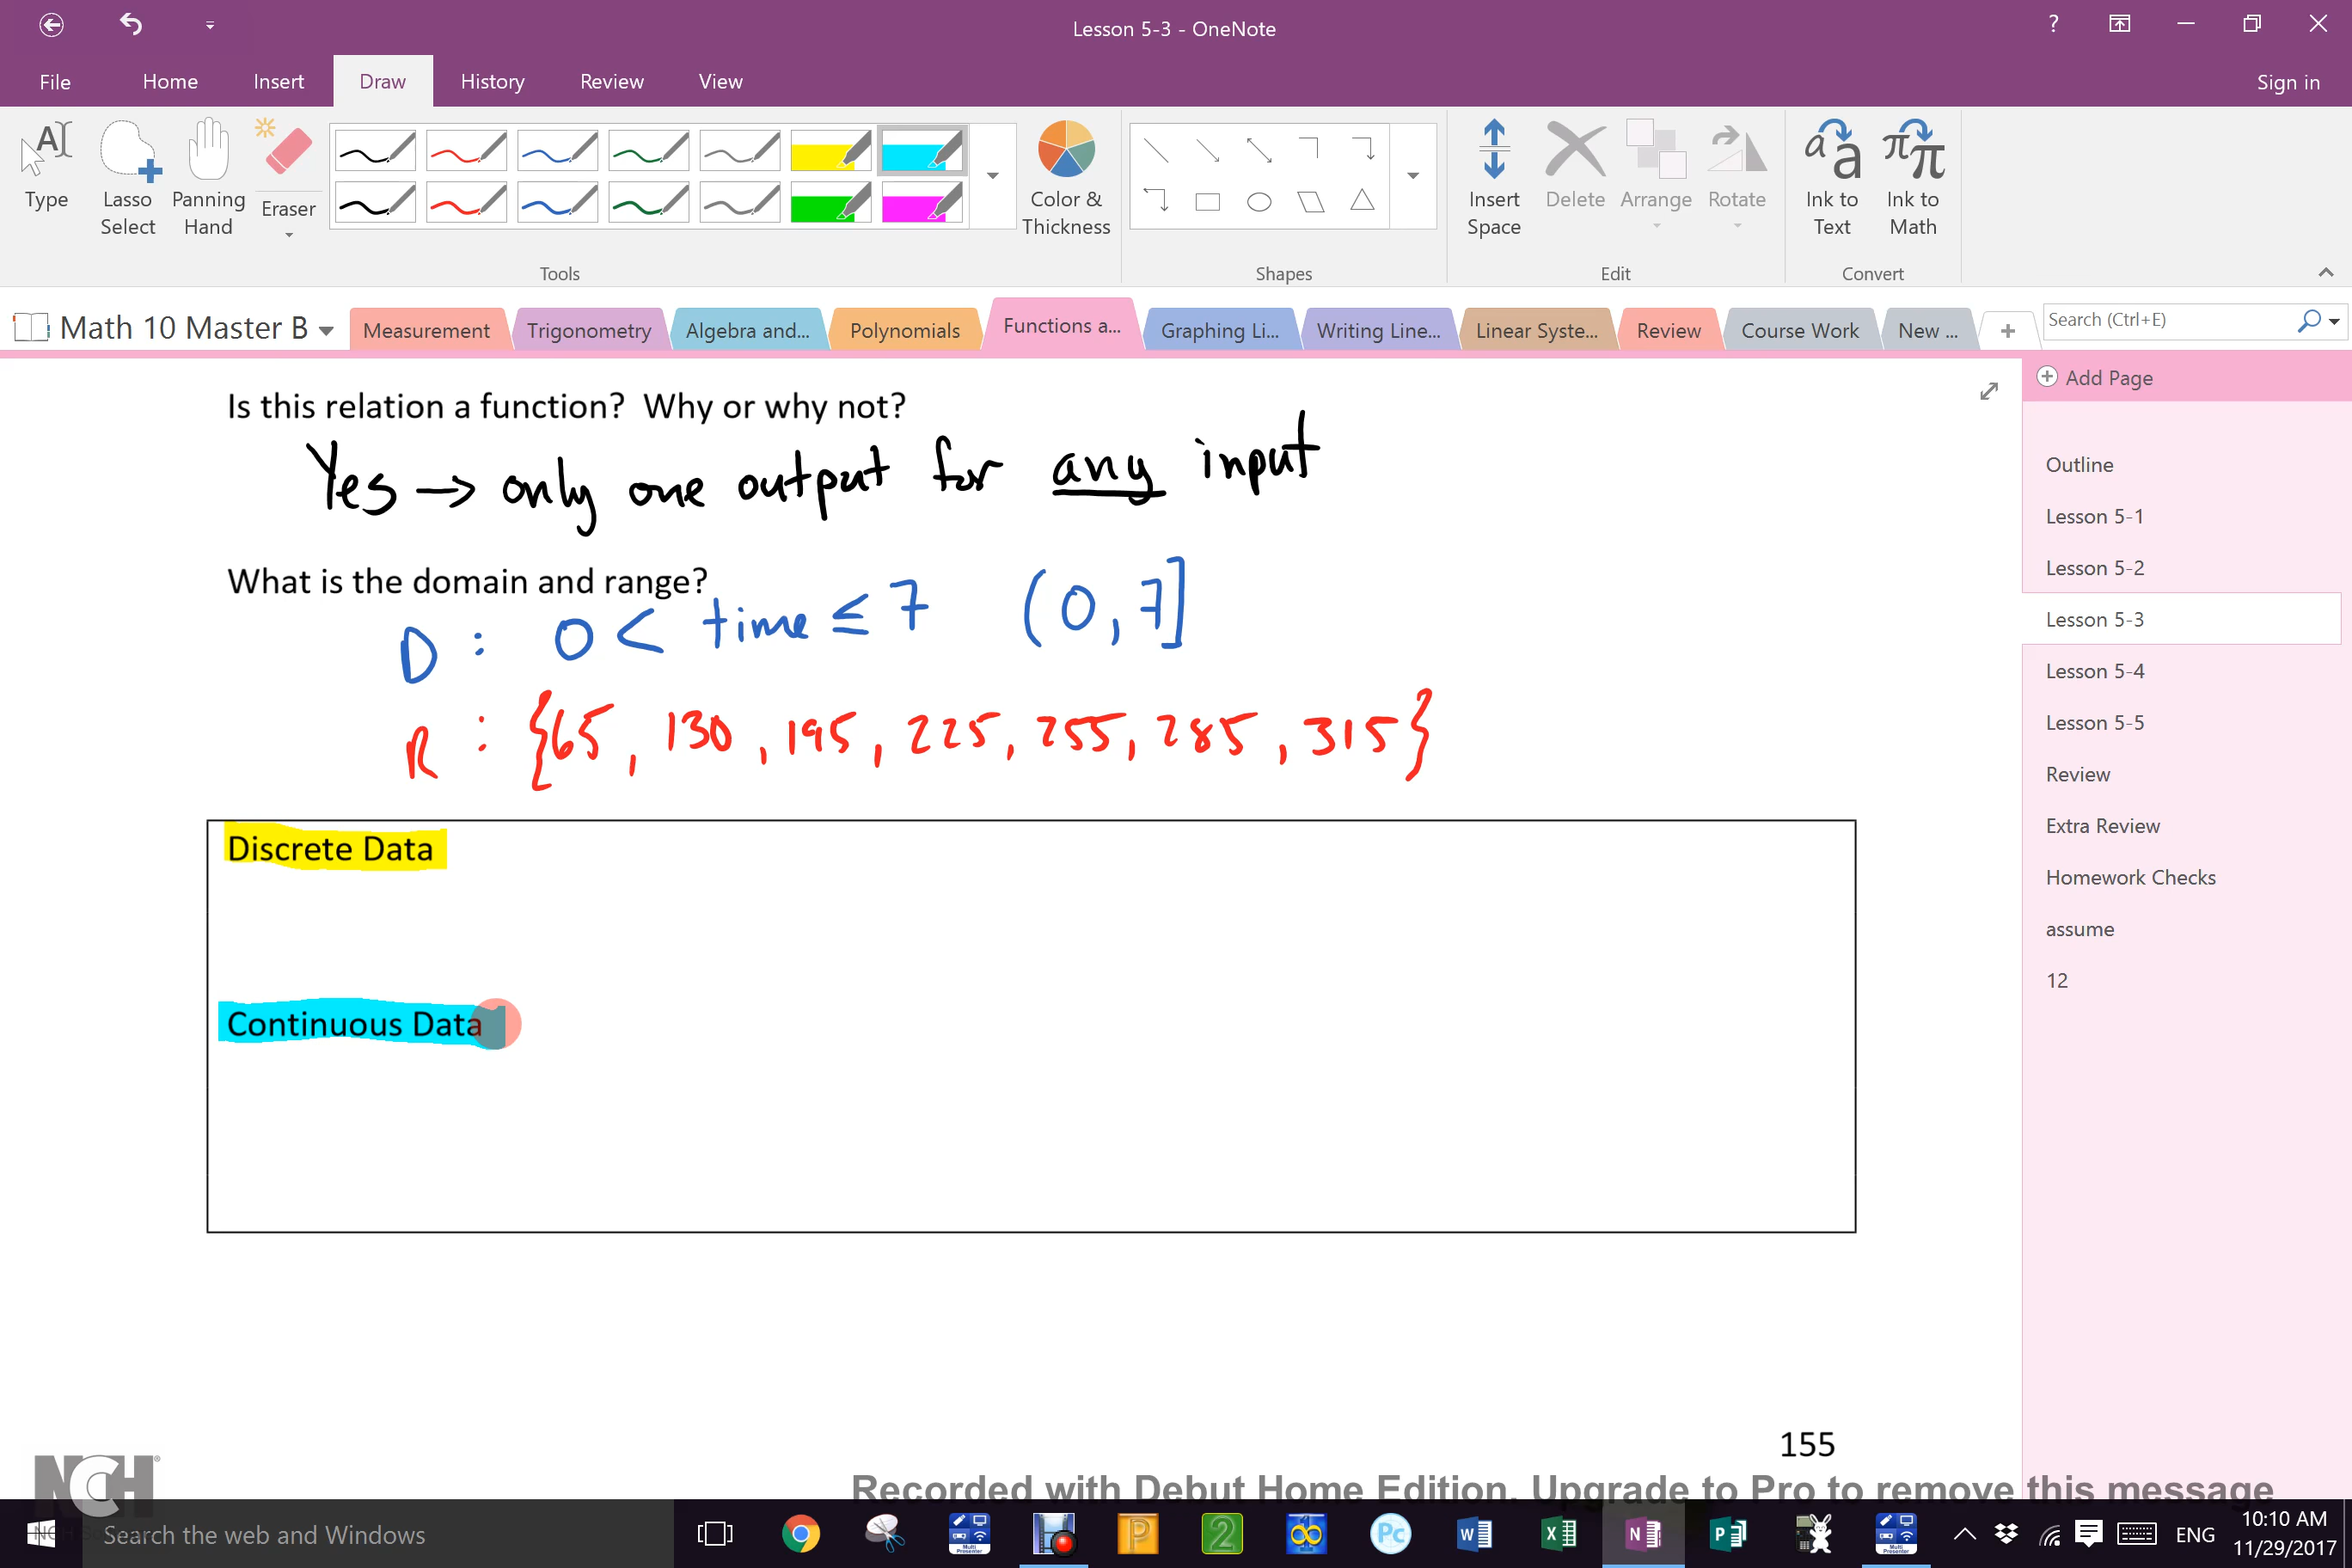 Lesson 5-3 - OneNote
File Home Insert Draw History Review View Sign in
Type
Lasso Select
Panning Hand
Eraser
Color & Thickness
Insert Space
Delete
Arrange
Rotate
Ink to Text
Ink to Math
Tools Shapes Edit Convert
Math 10 Master B Measurement Trigonometry Algebra and... Polynomials Functions a... Graphing Li... Writing Line... Linear Syste... Review Course Work New ... + Search (Ctrl+E)
Is this relation a function? Why or why not?
Yes → only one output for any input
What is the domain and range?
D : 0 < time ≤ 7 (0, 7]
R : {65, 130, 195, 225, 255, 285, 315}
Discrete Data
Continuous Data
155
Add Page
Outline
Lesson 5-1
Lesson 5-2
Lesson 5-3
Lesson 5-4
Lesson 5-5
Review
Extra Review
Homework Checks
assume
12
NCH
Recorded with Debut Home Edition. Upgrade to Pro to remove this message
Search the web and Windows
ENG
10:10 AM
11/29/2017